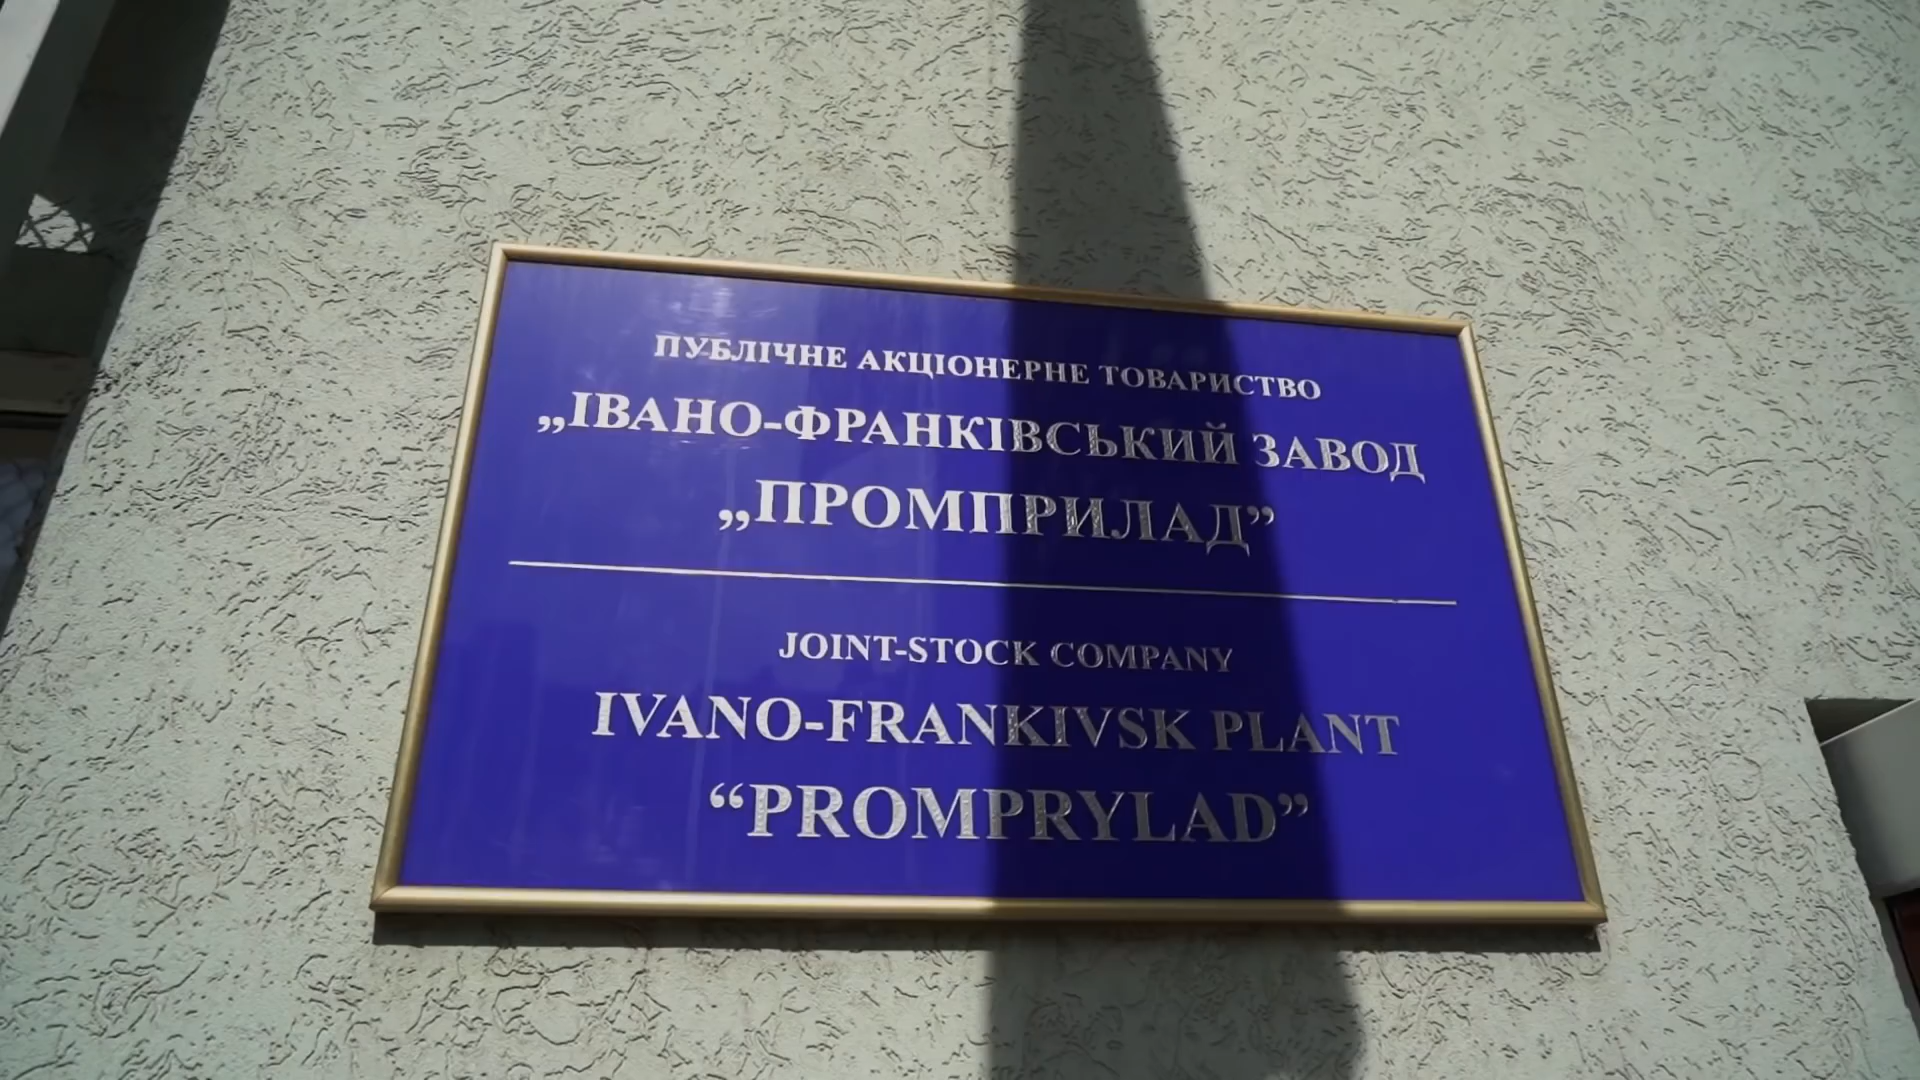 ПУБЛІЧНЕ АКЦІОНЕРНЕ ТОВАРИСТВО
„ІВАНО-ФРАНКІВСЬКИЙ ЗАВОД
„ПРОМПРИЛАД”
JOINT-STOCK COMPANY
IVANO-FRANKIVSK PLANT
“PROMPRYLAD”